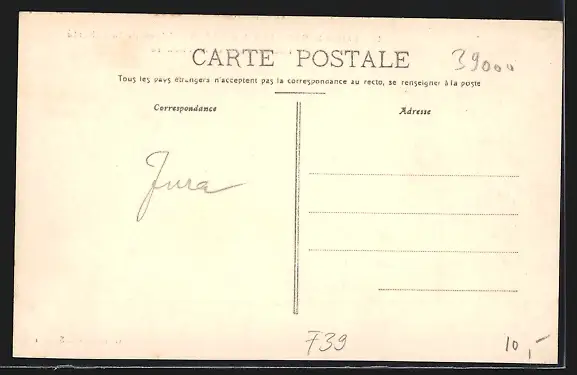 CARTE POSTALE
39000
Tous les pays étrangers n'acceptent pas la correspondance au recto, se renseigner à la poste
Correspondance
Adresse
Jura
F39
10,-